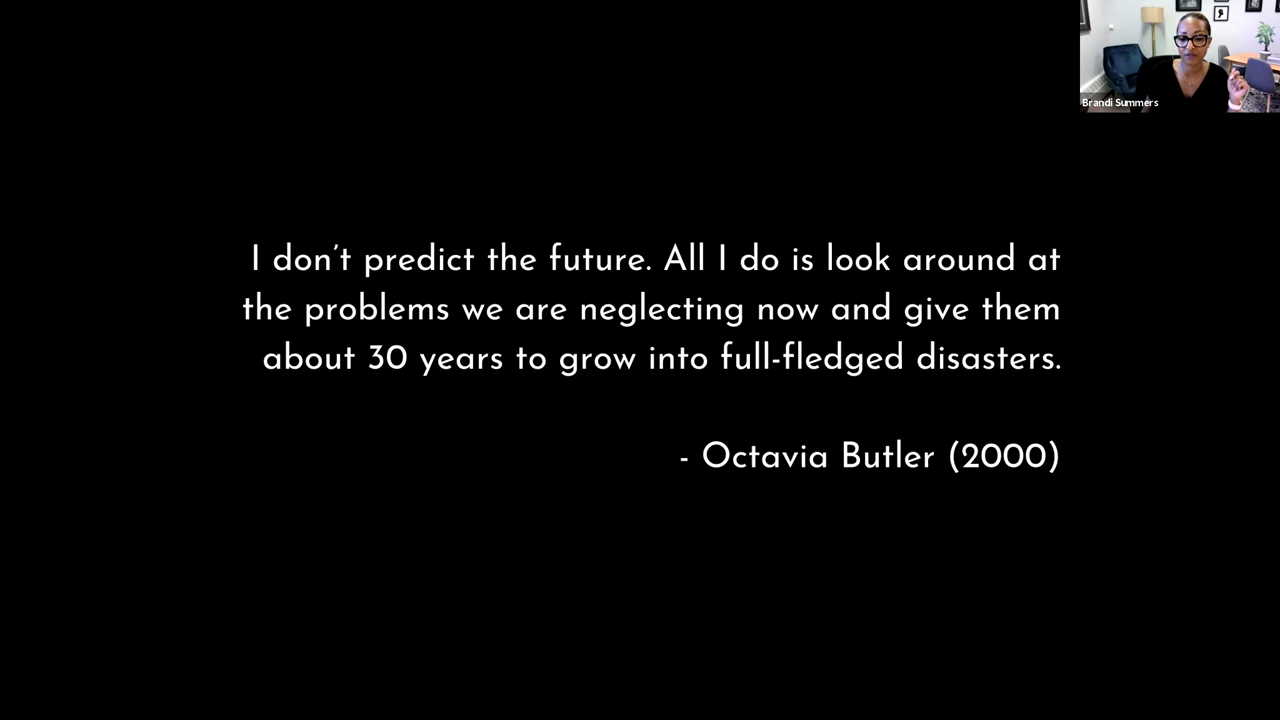 Brandi Summers
I don't predict the future. All I do is look around at
the problems we are neglecting now and give them
about 30 years to grow into full-fledged disasters.
- Octavia Butler (2000)